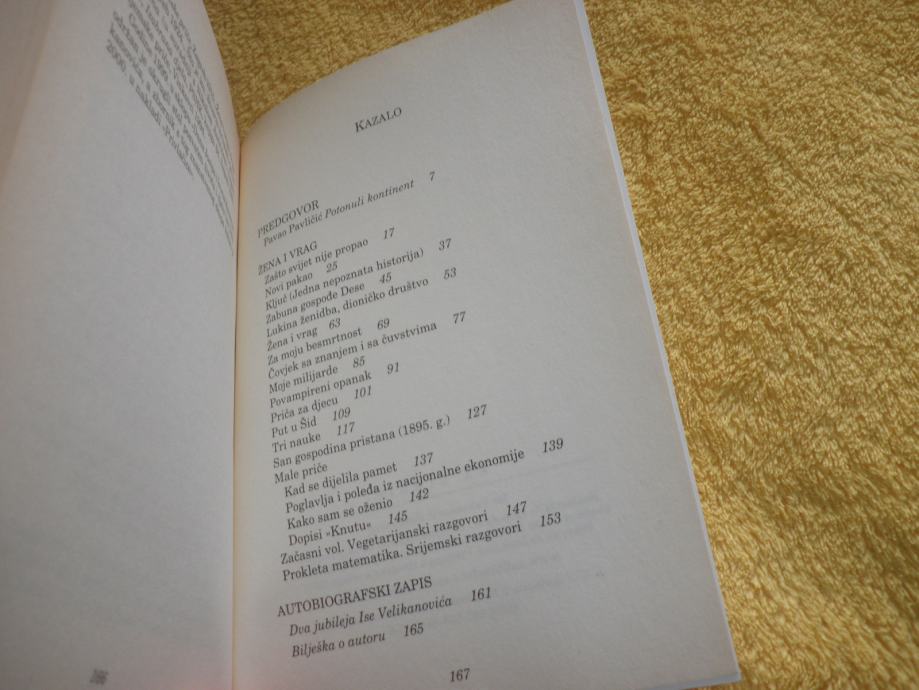 KAZALO
PREDGOVOR
Pavao Pavličić Potonuli kontinent 7
ŽENA I VRAG
Zašto svijet nije propao 17
Novi pakao 25
Ključ (Jedna nepoznata historija) 37
Zabuna gospođe Dese 45
Lukina ženidba, dioničko društvo 53
Žena i vrag 63
Za moju besmrtnost 69
Čovjek sa znanjem i sa čuvstvima 77
Moje milijarde 85
Povampireni opanak 91
Priča za djecu 101
Put u Šid 109
Tri nauke 117
San gospodina pristana (1895. g.) 127
Male priče
Kad se dijelila pamet 137
Poglavlja i poleđa iz nacijonalne ekonomije 139
Kako sam se oženio 142
Dopisi »Knutu« 145
Začasni vol. Vegetarijanski razgovori 147
Prokleta matematika. Srijemski razgovori 153
AUTOBIOGRAFSKI ZAPIS
Dva jubileja Ise Velikanovića 161
Bilješka o autoru 165
167